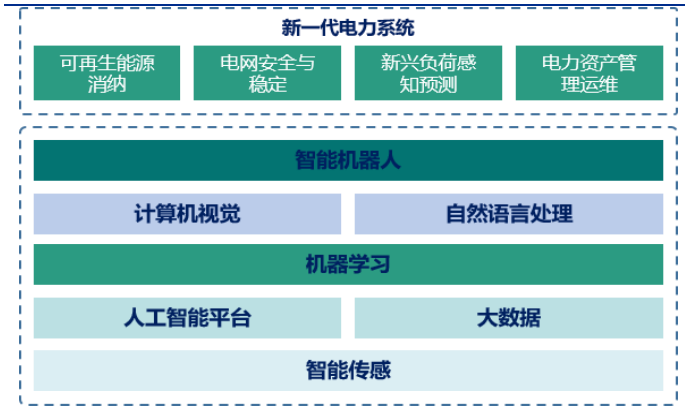 新一代电力系统
可再生能源
消纳
电网安全与
稳定
新兴负荷感
知预测
电力资产管
理运维
智能机器人
计算机视觉
自然语言处理
机器学习
人工智能平台
大数据
智能传感